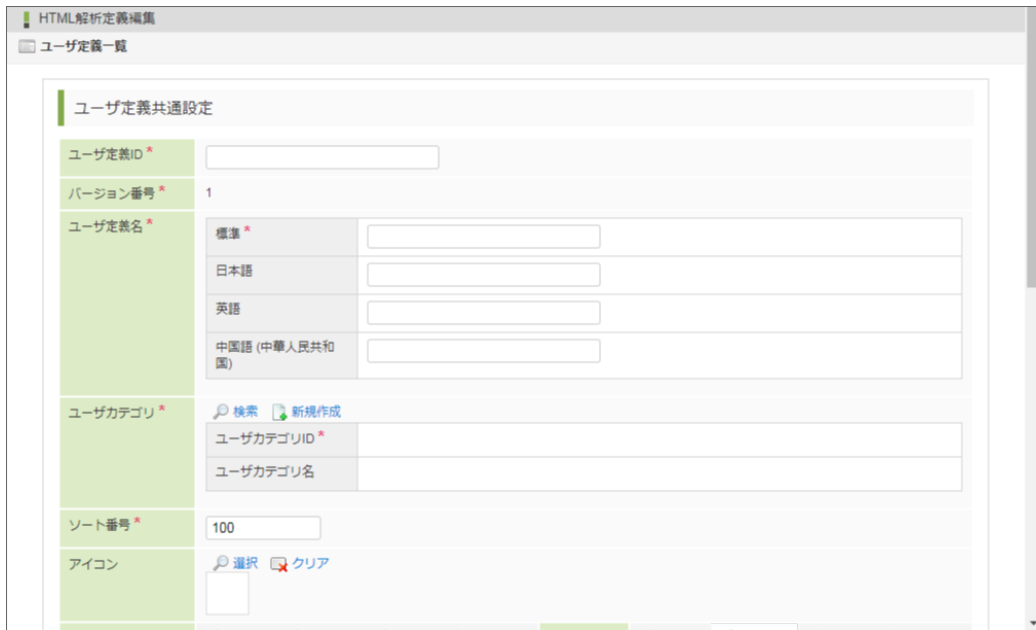 HTML解析定義編集
ユーザ定義一覧
ユーザ定義共通設定
ユーザ定義ID *
バージョン番号 * 1
ユーザ定義名 *
標準 *
日本語
英語
中国語 (中華人民共和
国)
ユーザカテゴリ *
検索 新規作成
ユーザカテゴリID *
ユーザカテゴリ名
ソート番号 * 100
アイコン
選択 クリア